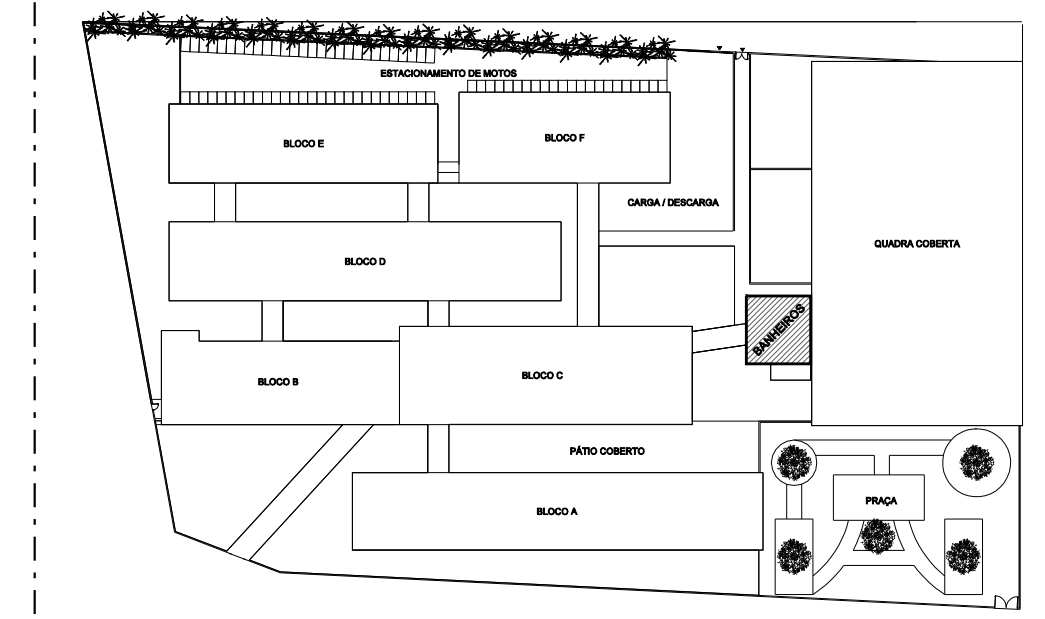 ESTACIONAMENTO DE MOTOS
BLOCO E
BLOCO F
CARGA / DESCARGA
QUADRA COBERTA
BLOCO D
BANHEIROS
BLOCO B
BLOCO C
PÁTIO COBERTO
PRAÇA
BLOCO A